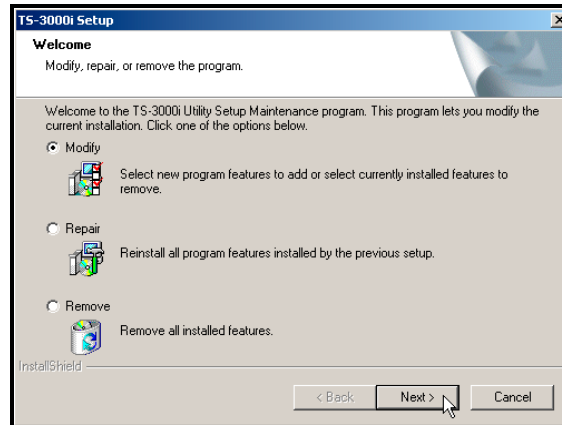 TS-3000i Setup
Welcome
Modify, repair, or remove the program.
Welcome to the TS-3000i Utility Setup Maintenance program. This program lets you modify the
current installation. Click one of the options below.
Modify
Select new program features to add or select currently installed features to
remove.
Repair
Reinstall all program features installed by the previous setup.
Remove
Remove all installed features.
InstallShield
< Back
Next >
Cancel